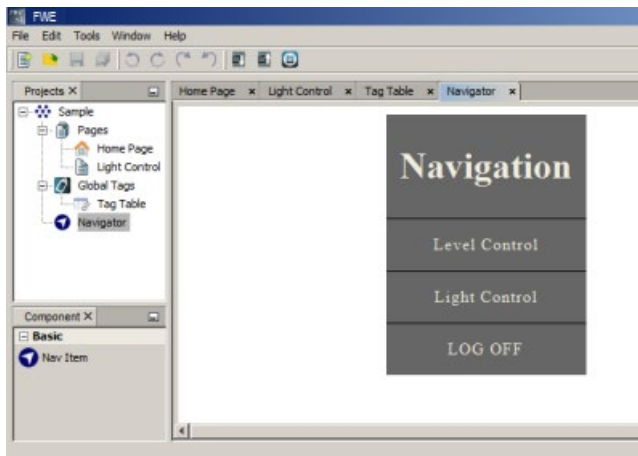 FWE
File Edit Tools Window Help
Projects
Sample
Pages
Home Page
Light Control
Global Tags
Tag Table
Navigator
Component
Basic
Nav Item
Home Page Light Control Tag Table Navigator
Navigation
Level Control
Light Control
LOG OFF